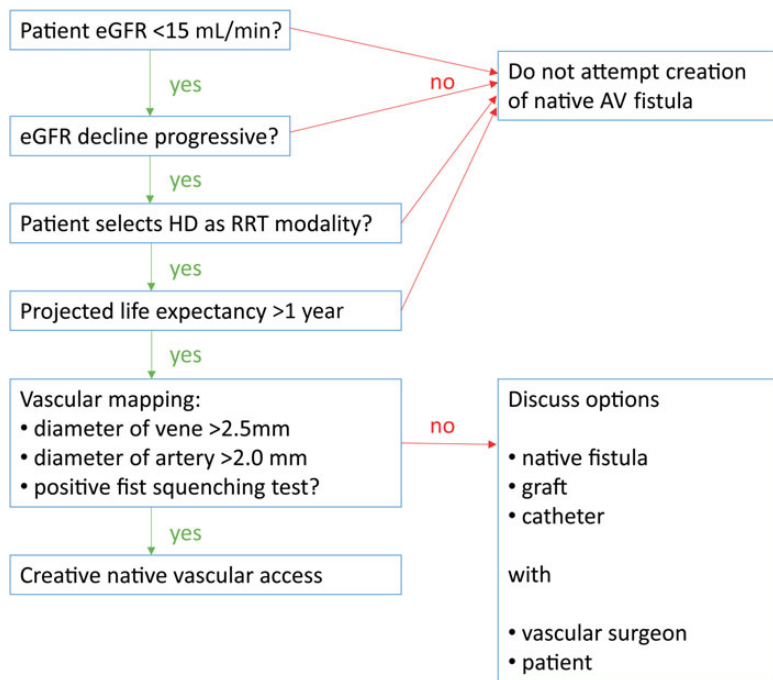 Patient eGFR <15 mL/min?
yes
no
Do not attempt creation
of native AV fistula
eGFR decline progressive?
yes
Patient selects HD as RRT modality?
yes
Projected life expectancy >1 year
yes
Vascular mapping:
• diameter of vene >2.5mm
• diameter of artery >2.0 mm
• positive fist squenching test?
no
yes
Creative native vascular access
Discuss options
• native fistula
• graft
• catheter
with
• vascular surgeon
• patient